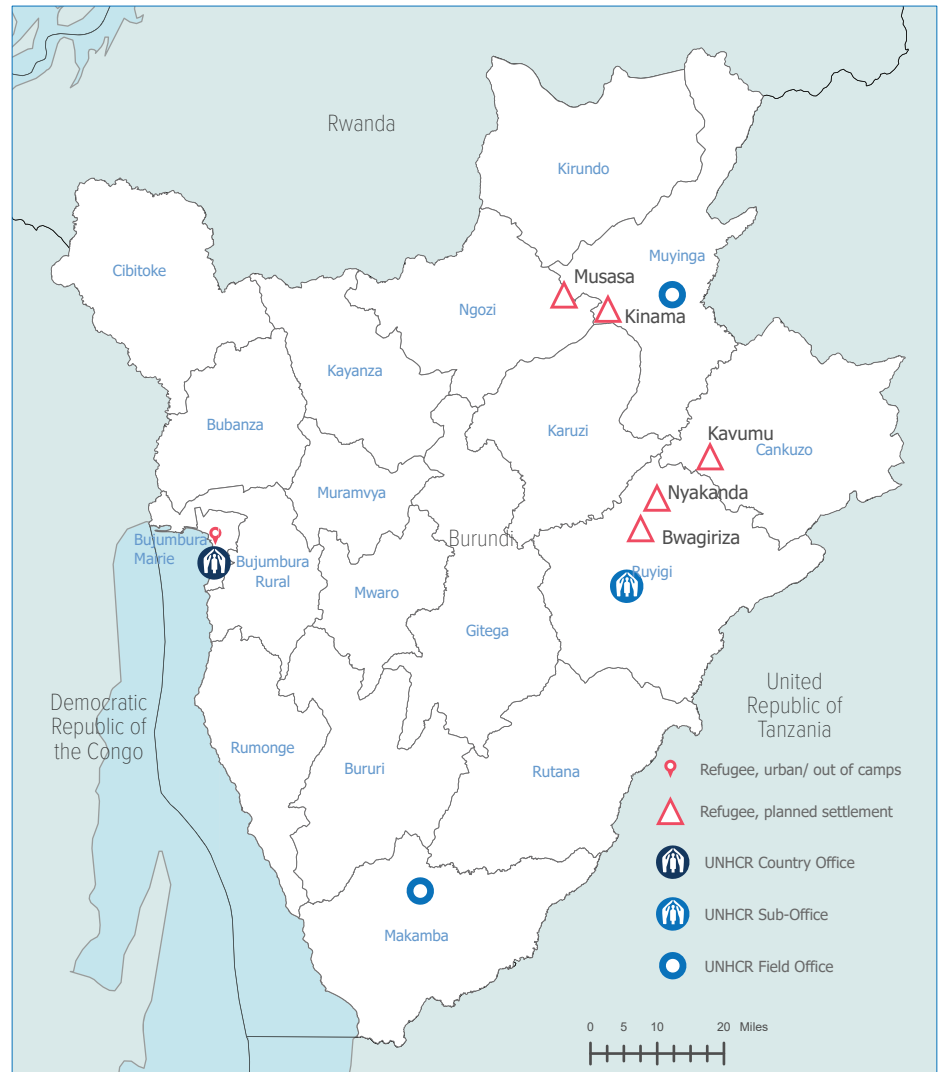 Rwanda
Kirundo
Muyinga
Cibitoke
Musasa
Ngozi
Kinama
Kayanza
Bubanza
Karuzi
Kavumu
Cankuzo
Muramvya
Nyakanda
Burundi
Bwagiriza
Bujumbura
Mairie
Bujumbura
Rural
Ruyigi
Mwaro
Gitega
Democratic
Republic of
the Congo
United
Republic of
Tanzania
Rumonge
Bururi
Rutana
Makamba
Refugee, urban/ out of camps
Refugee, planned settlement
UNHCR Country Office
UNHCR Sub-Office
UNHCR Field Office
0 5 10 20 Miles